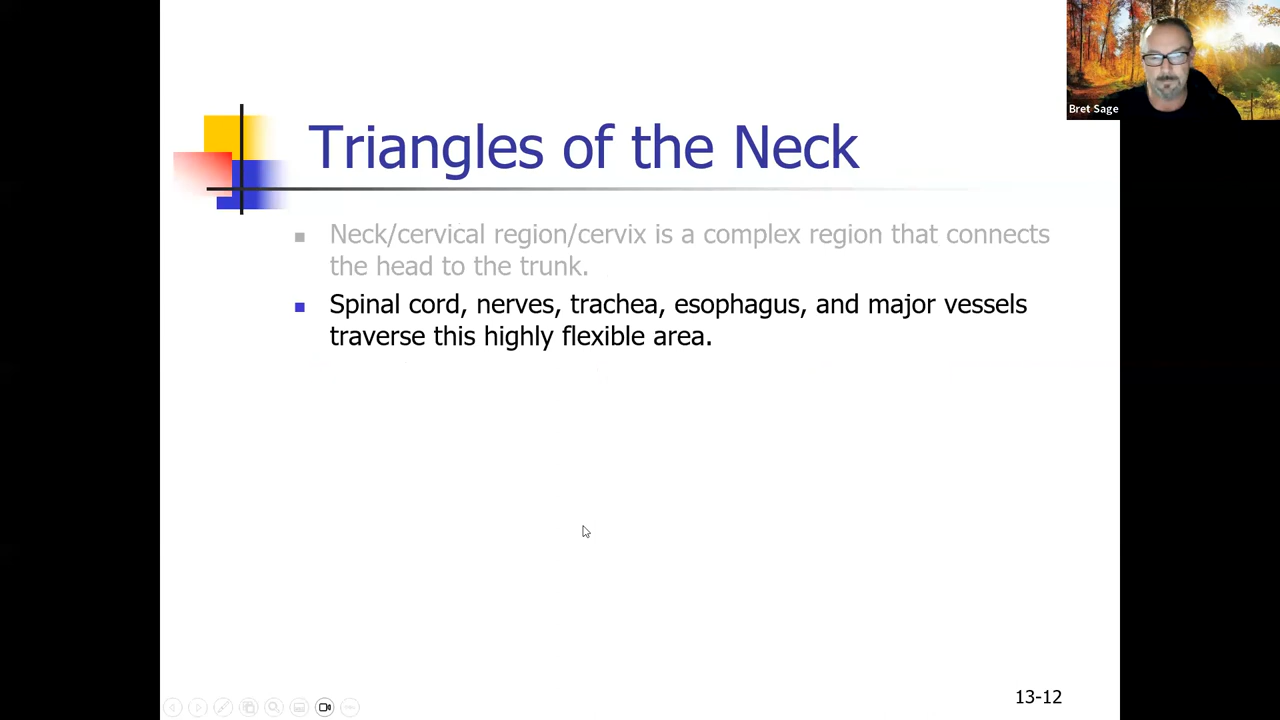 Bret Sage
Triangles of the Neck
Neck/cervical region/cervix is a complex region that connects
the head to the trunk.
Spinal cord, nerves, trachea, esophagus, and major vessels
traverse this highly flexible area.
13-12